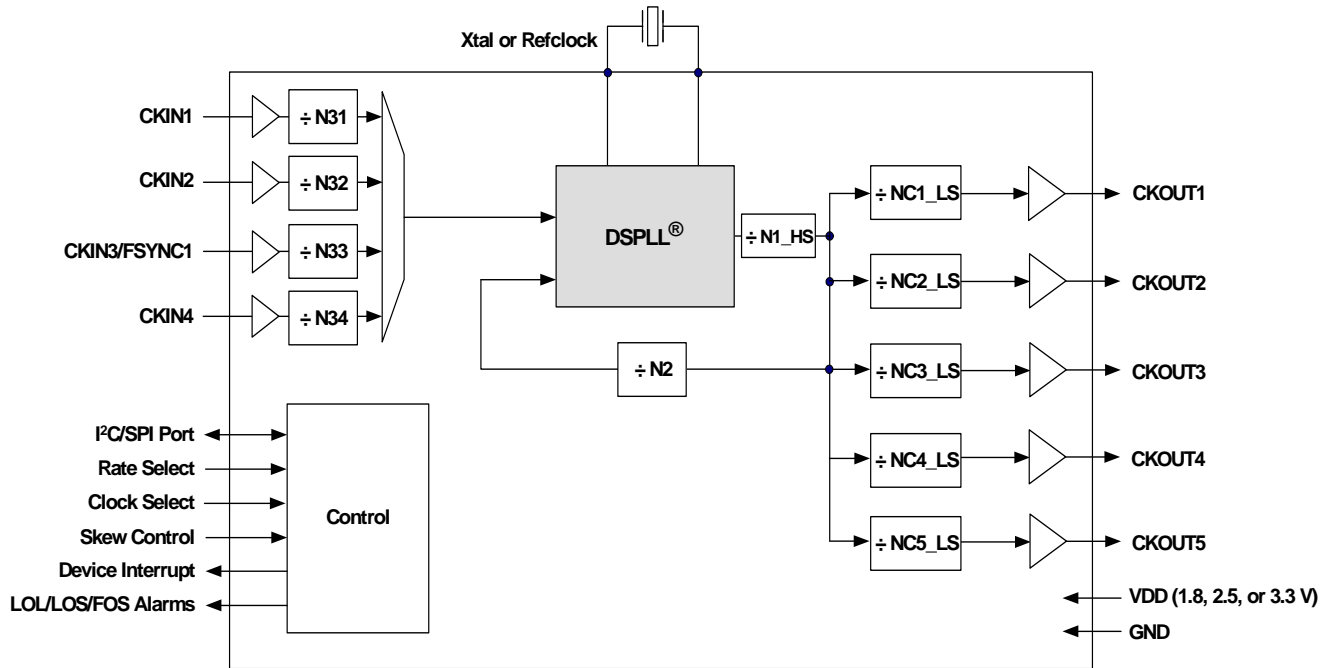 Xtal or Refclock
CKIN1
÷ N31
CKIN2
÷ N32
CKIN3/FSYNC1
÷ N33
CKIN4
÷ N34
DSPLL®
÷ N1_HS
÷ N2
÷ NC1_LS
CKOUT1
÷ NC2_LS
CKOUT2
÷ NC3_LS
CKOUT3
÷ NC4_LS
CKOUT4
÷ NC5_LS
CKOUT5
I²C/SPI Port
Rate Select
Clock Select
Skew Control
Device Interrupt
LOL/LOS/FOS Alarms
Control
VDD (1.8, 2.5, or 3.3 V)
GND